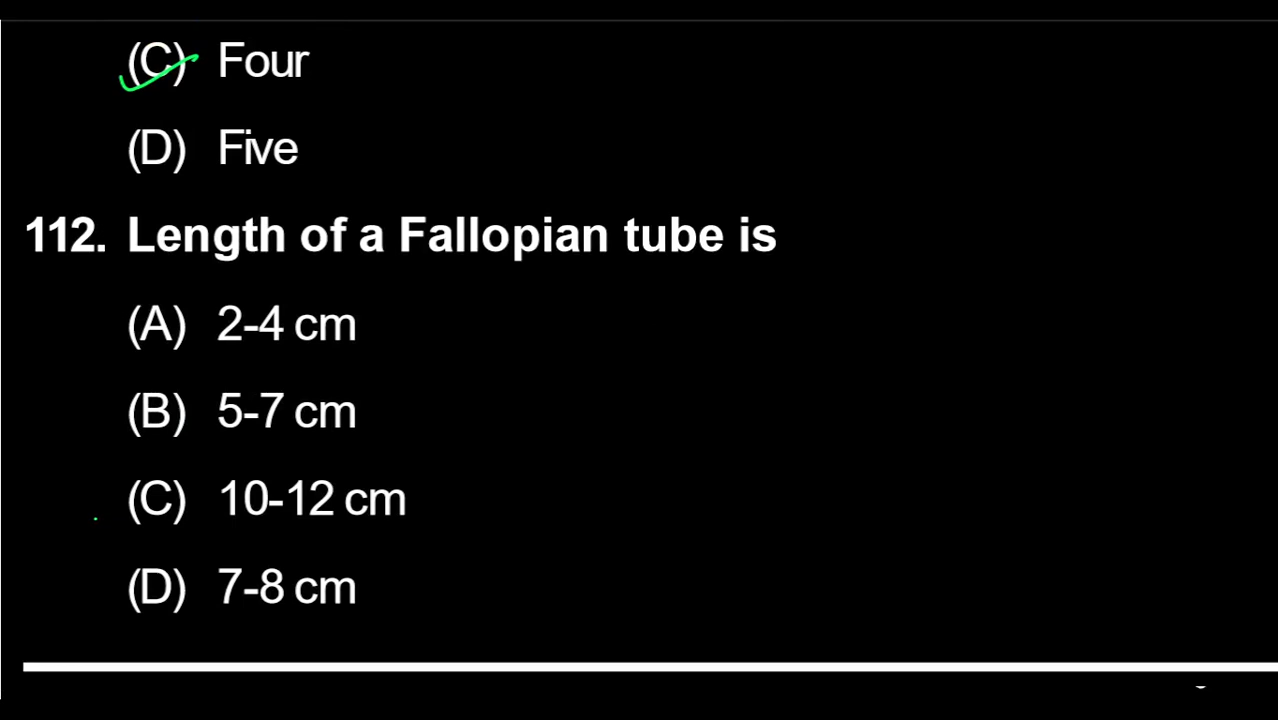 (C) Four
(D) Five
112. Length of a Fallopian tube is
(A) 2-4 cm
(B) 5-7 cm
(C) 10-12 cm
(D) 7-8 cm